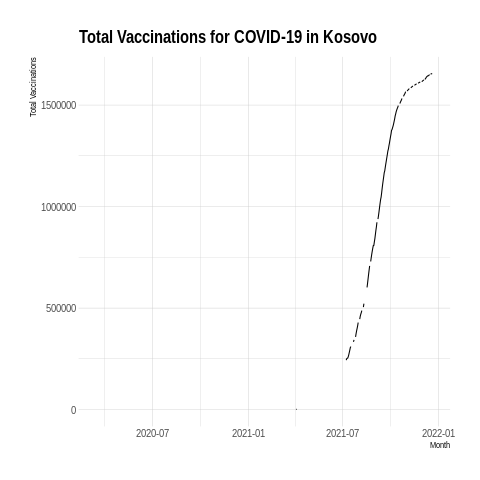 Total Vaccinations for COVID-19 in Kosovo
Total Vaccinations
1500000
1000000
500000
0
2020-07
2021-01
2021-07
2022-01
Month